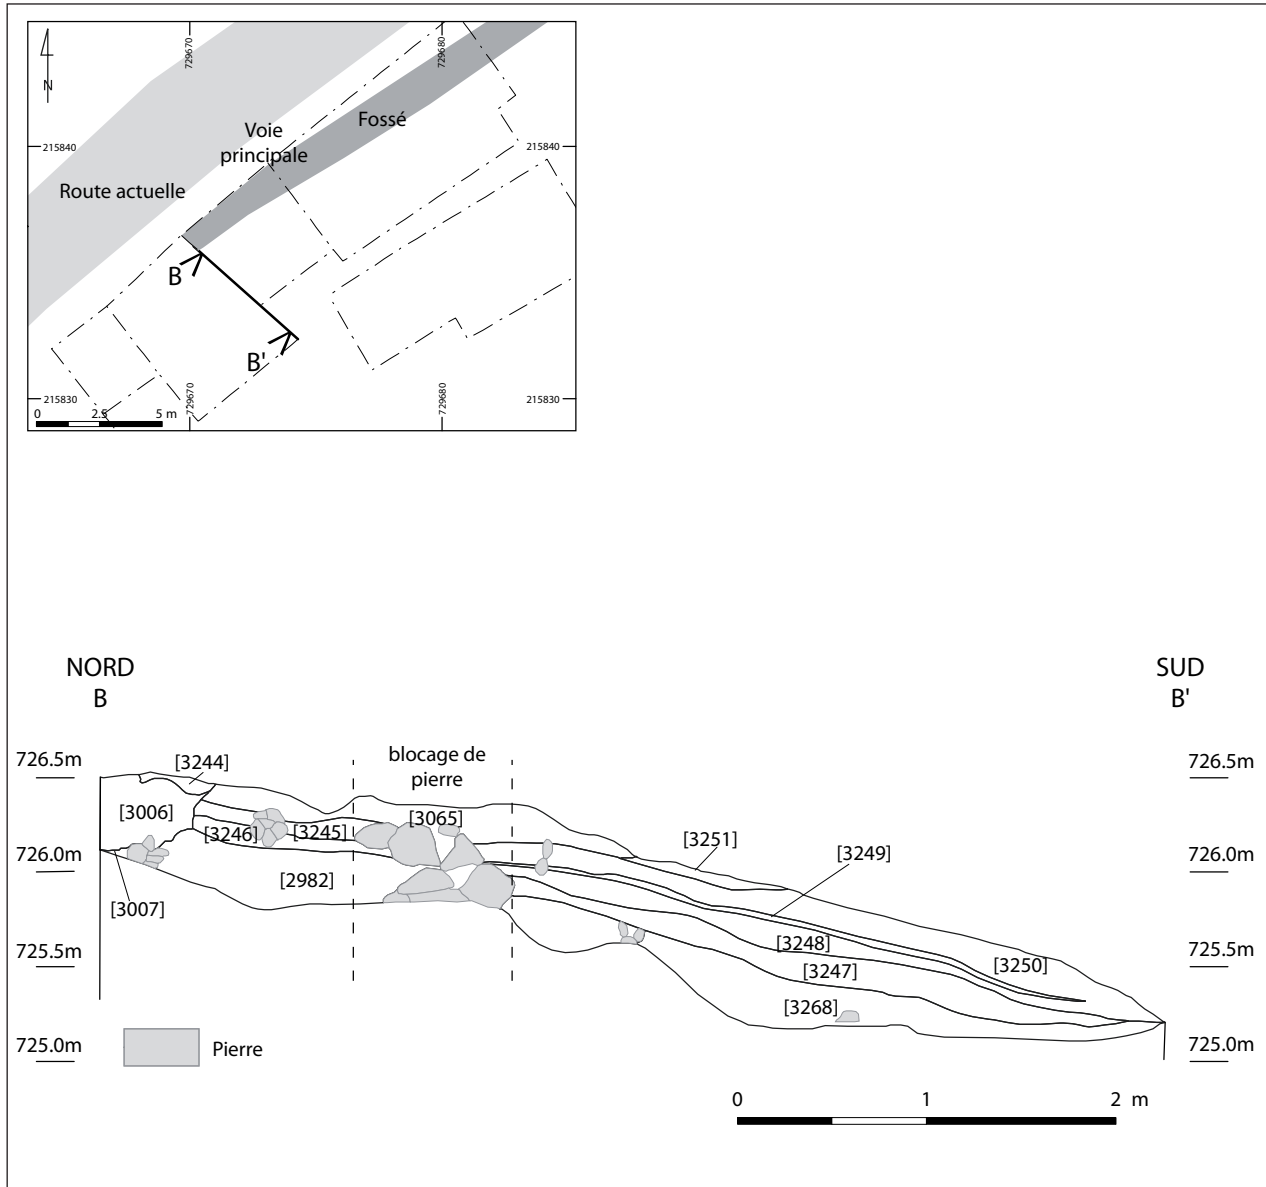 729670
729680
N
Fossé
Voie
principale
215840
215840
Route actuelle
B
B'
215830
729670
729680
215830
0 2.5 5 m
NORD
B
SUD
B'
726.5m
[3244]
blocage de
pierre
726.5m
[3006]
[3246]
[3245]
[3065]
[3251]
[3249]
726.0m
726.0m
[2982]
[3007]
[3248]
725.5m
[3247]
[3250]
725.5m
[3268]
725.0m
Pierre
725.0m
0 1 2 m